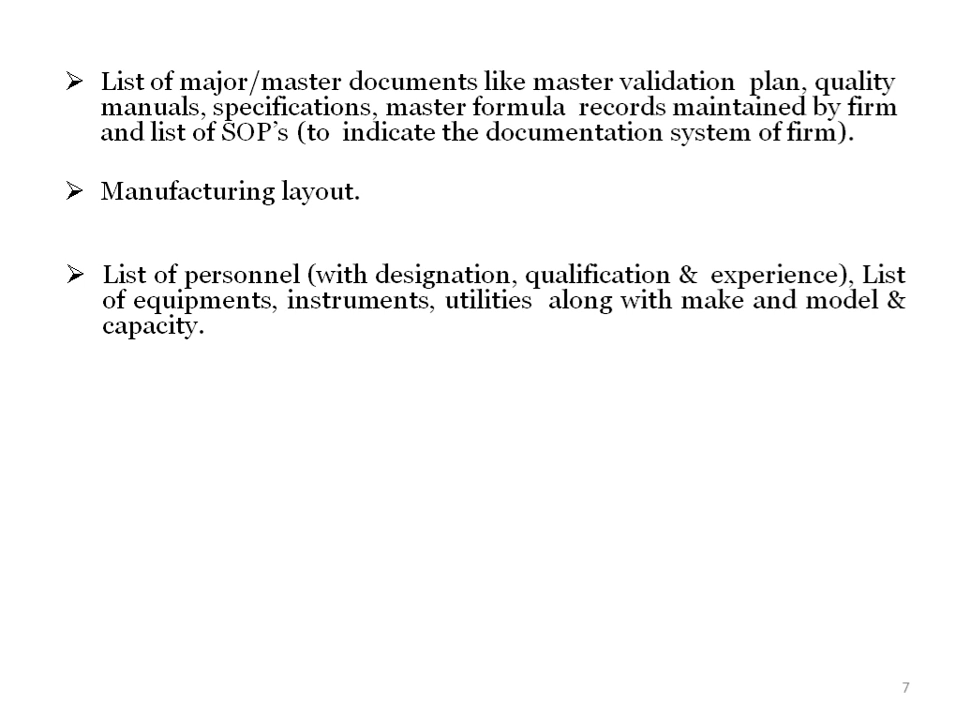 ➢ List of major/master documents like master validation plan, quality
manuals, specifications, master formula records maintained by firm
and list of SOP’s (to indicate the documentation system of firm).
➢ Manufacturing layout.
➢ List of personnel (with designation, qualification & experience), List
of equipments, instruments, utilities along with make and model &
capacity.
7